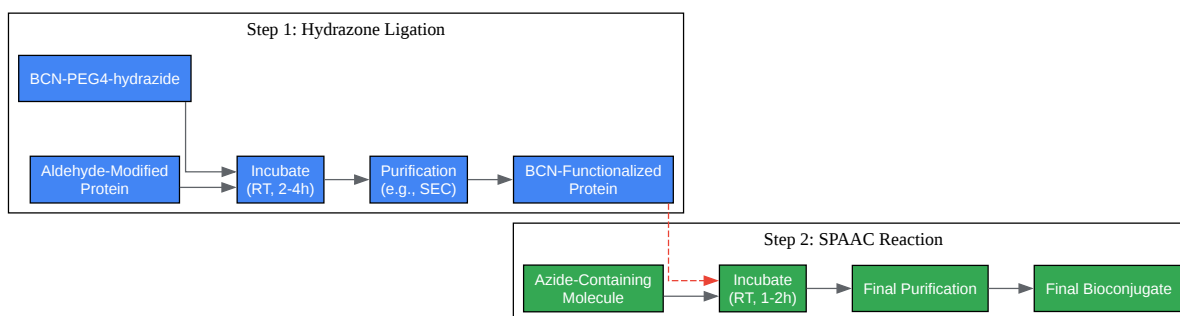 Step 1: Hydrazone Ligation
BCN-PEG4-hydrazide
Aldehyde-Modified
Protein
Incubate
(RT, 2-4h)
Purification
(e.g., SEC)
BCN-Functionalized
Protein
Step 2: SPAAC Reaction
Azide-Containing
Molecule
Incubate
(RT, 1-2h)
Final Purification
Final Bioconjugate